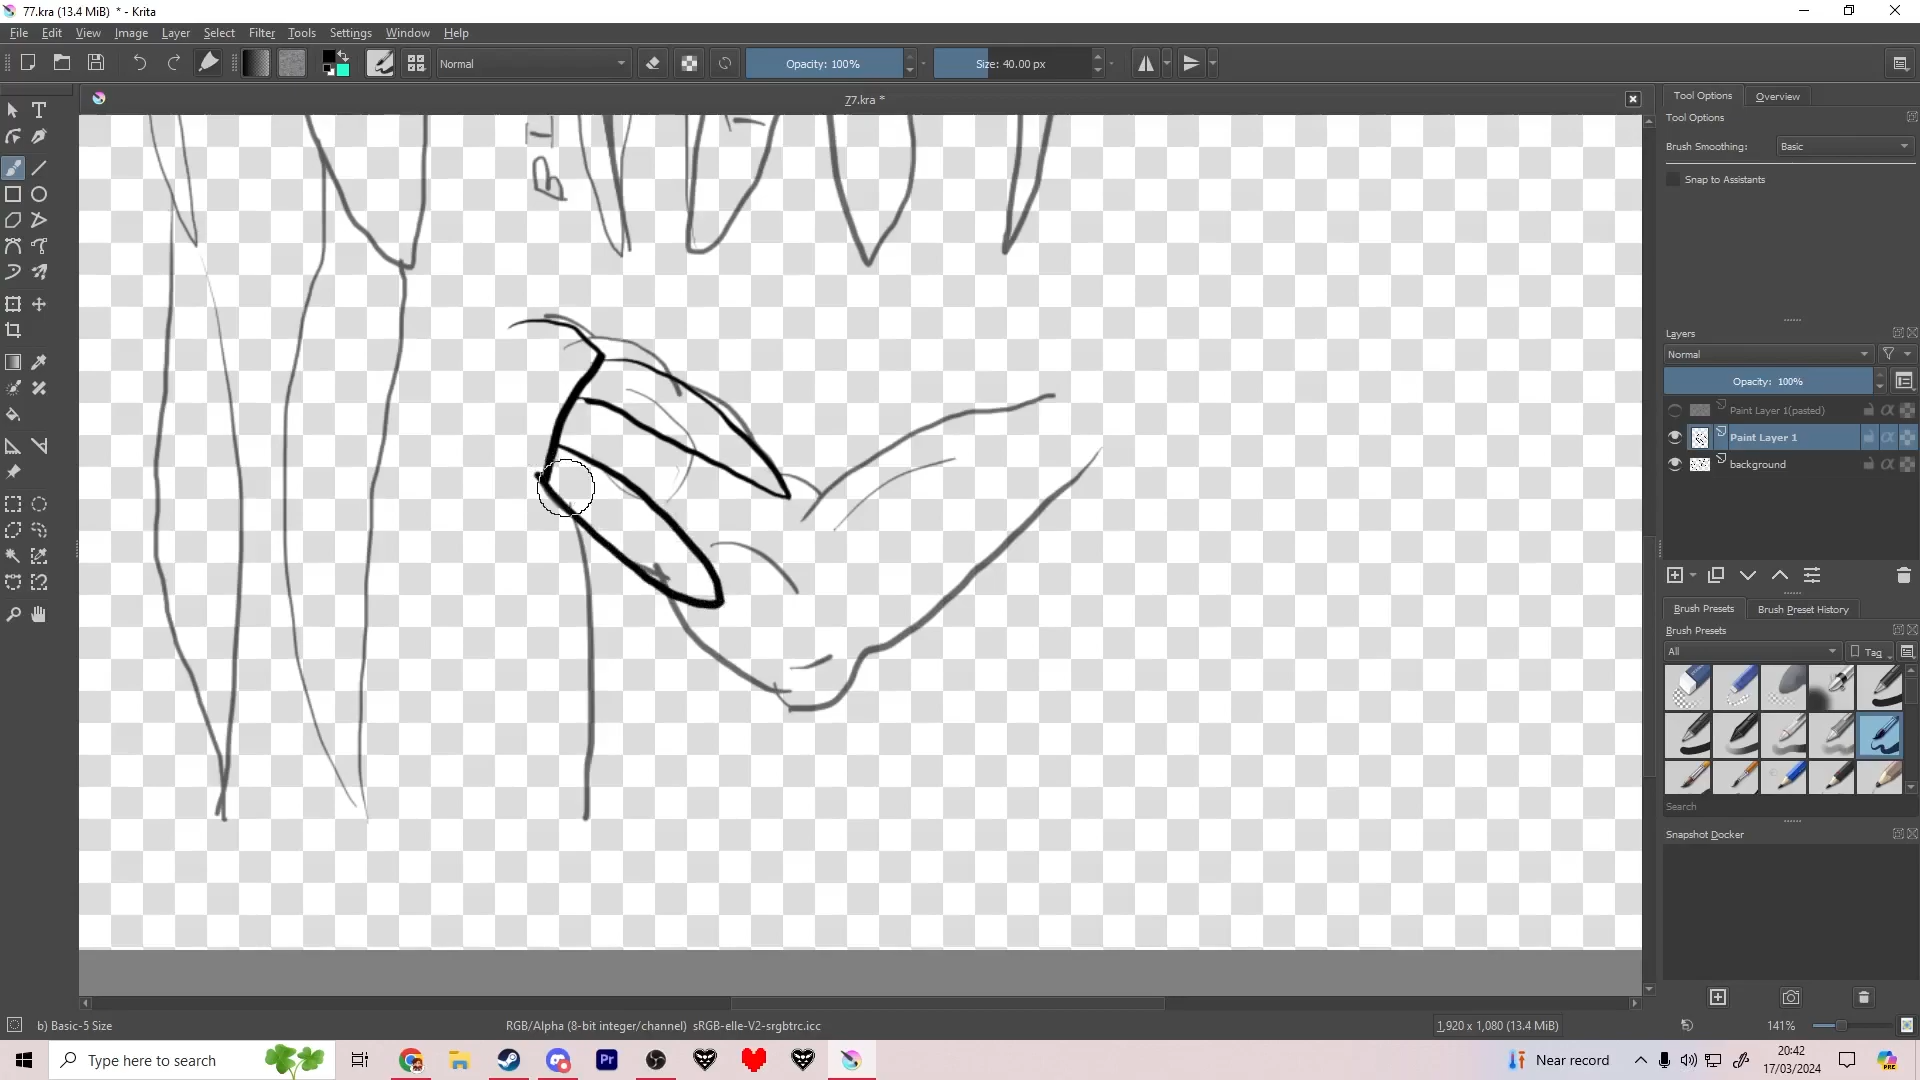 77.kra (13.4 MiB) * - Krita
File Edit View Image Layer Select Filter Tools Settings Window Help
Normal
Opacity: 100%
Size: 40.00 px
77.kra *
Tool Options
Overview
Tool Options
Brush Smoothing:
Basic
Snap to Assistants
Layers
Normal
Opacity: 100%
Paint Layer 1(pasted)
Paint Layer 1
background
Brush Presets
Brush Preset History
Brush Presets
All
Tag
Search
Snapshot Docker
b) Basic-5 Size
RGB/Alpha (8-bit integer/channel) sRGB-elle-V2-srgbtrc.icc
1,920 x 1,080 (13.4 MiB)
141%
Type here to search
Pr
Near record
20:42
17/03/2024
PRE